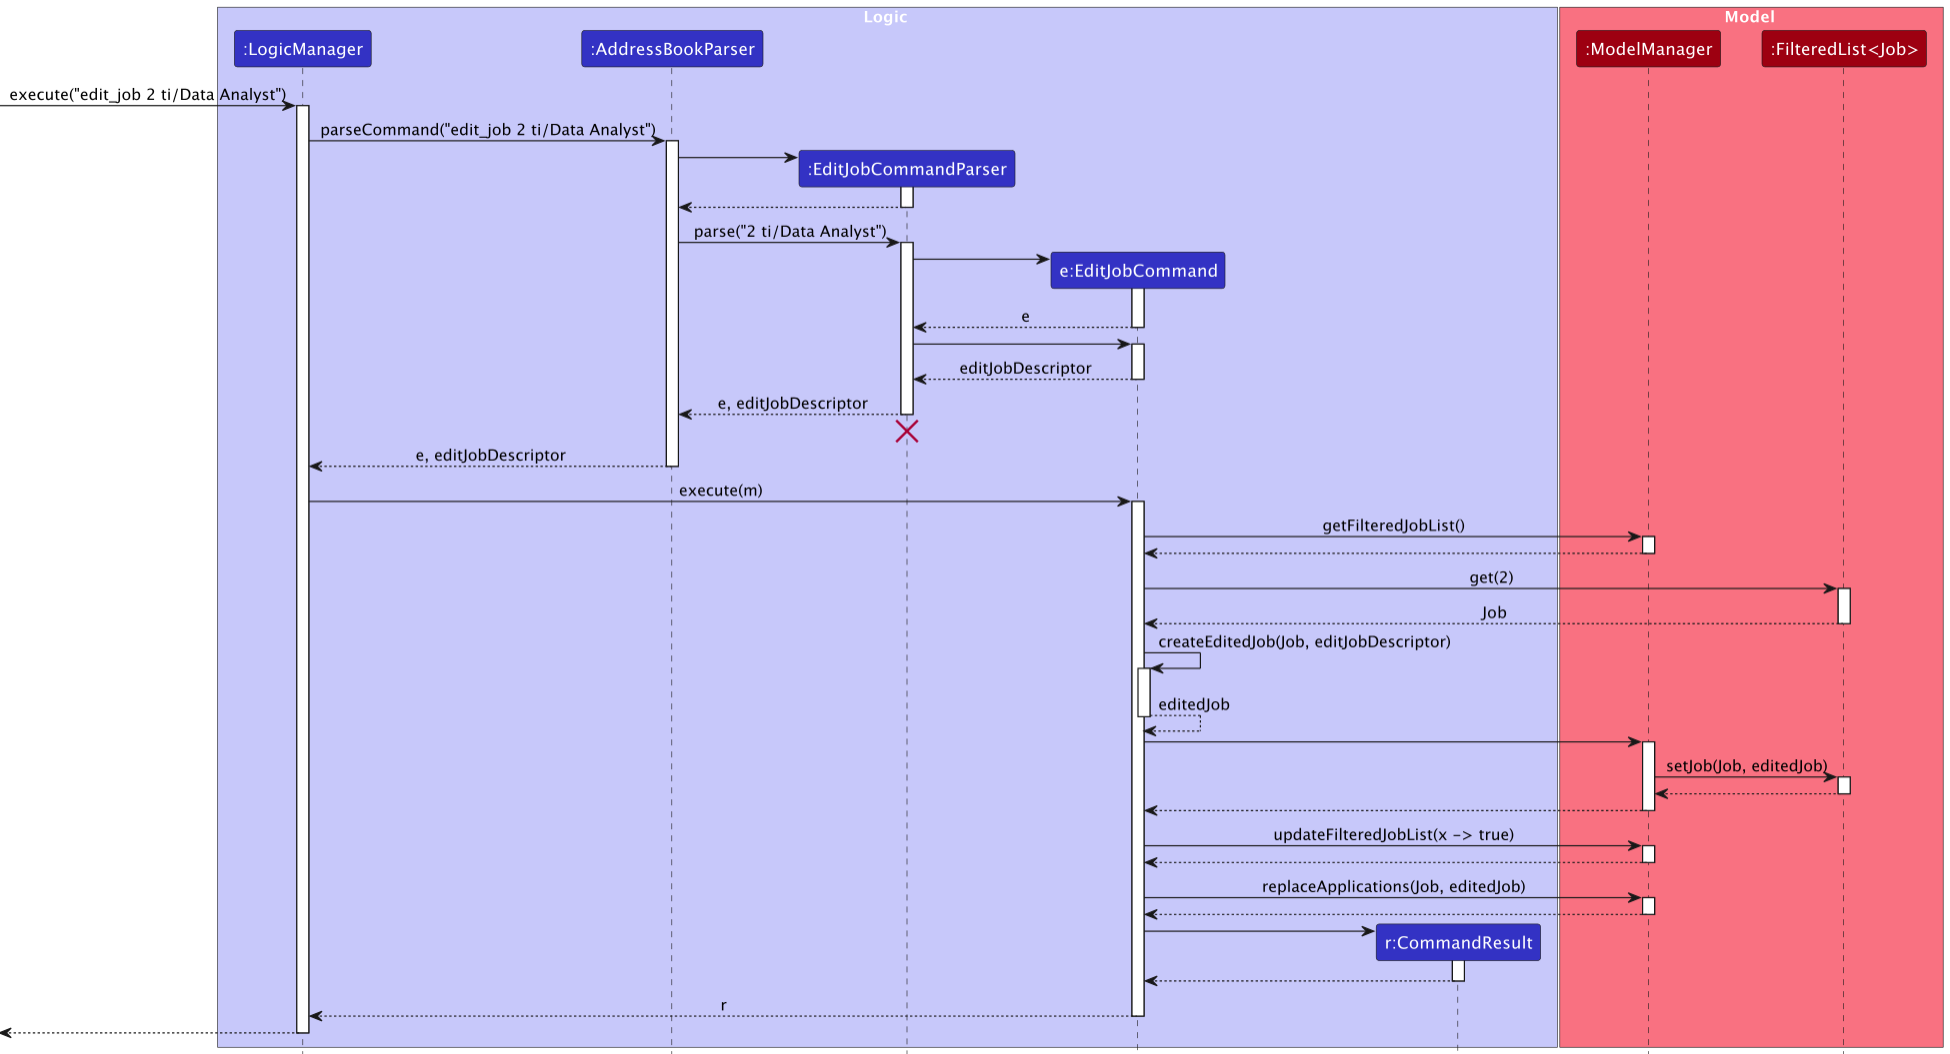 Logic
Model
:LogicManager
:AddressBookParser
:ModelManager
:FilteredList<Job>
execute("edit_job 2 ti/Data Analyst")
parseCommand("edit_job 2 ti/Data Analyst")
:EditJobCommandParser
parse("2 ti/Data Analyst")
e:EditJobCommand
e
editJobDescriptor
e, editJobDescriptor
e, editJobDescriptor
execute(m)
getFilteredJobList()
get(2)
Job
createEditedJob(Job, editJobDescriptor)
editedJob
setJob(Job, editedJob)
updateFilteredJobList(x -> true)
replaceApplications(Job, editedJob)
r:CommandResult
r